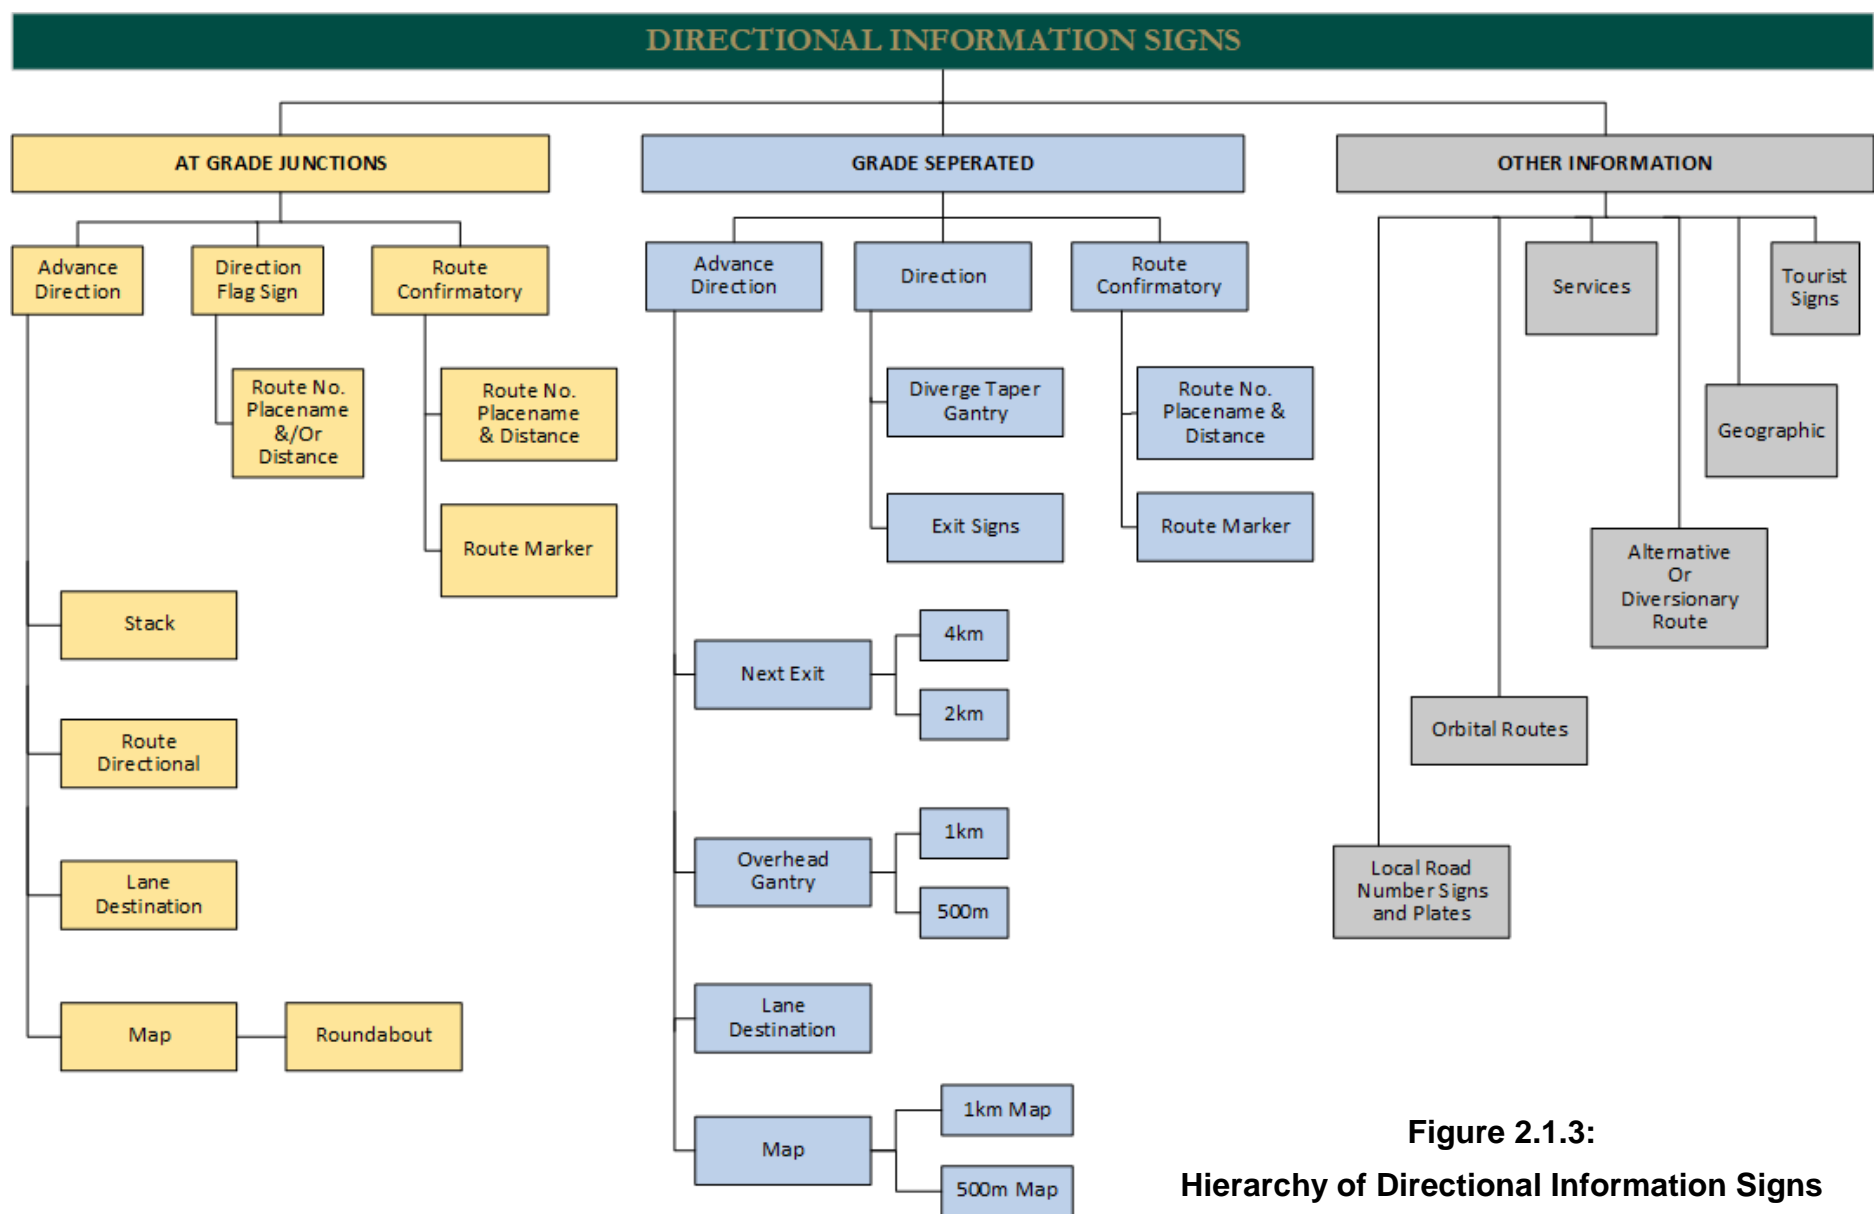 DIRECTIONAL INFORMATION SIGNS
AT GRADE JUNCTIONS
Advance
Direction
Direction
Flag Sign
Route
Confirmatory
Route No.
Placename
&/Or
Distance
Route No.
Placename
& Distance
Route Marker
Stack
Route
Directional
Lane
Destination
Map
Roundabout
GRADE SEPERATED
Advance
Direction
Direction
Route
Confirmatory
Diverge Taper
Gantry
Exit Signs
Route No.
Placename &
Distance
Route Marker
Next Exit
4km
2km
Overhead
Gantry
1km
500m
Lane
Destination
Map
1km Map
500m Map
OTHER INFORMATION
Services
Tourist
Signs
Geographic
Alternative
Or
Diversionary
Route
Orbital Routes
Local Road
Number Signs
and Plates
Figure 2.1.3:
Hierarchy of Directional Information Signs